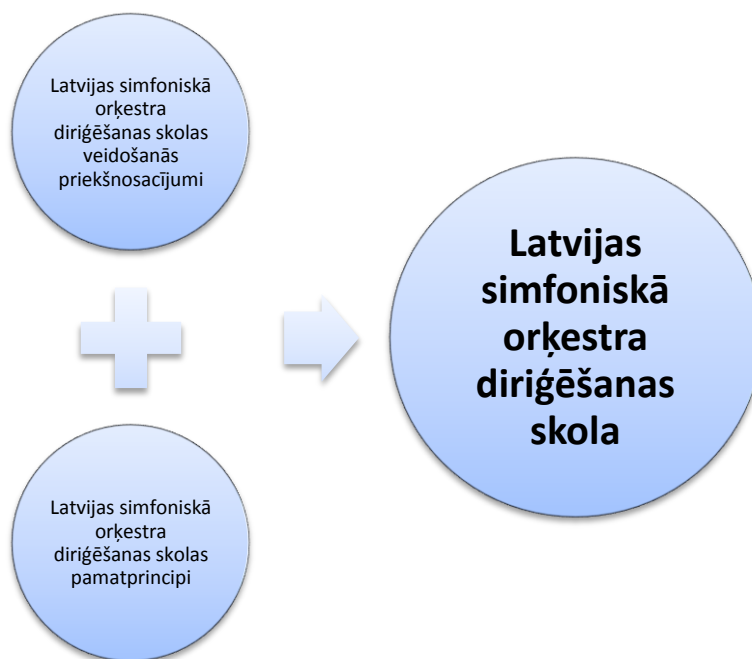 Latvijas simfoniskā
orķestra
diriģēšanas skolas
veidošanās
priekšnosacījumi
Latvijas simfoniskā
orķestra
diriģēšanas skolas
pamatprincipi
Latvijas
simfoniskā
orķestra
diriģēšanas
skola